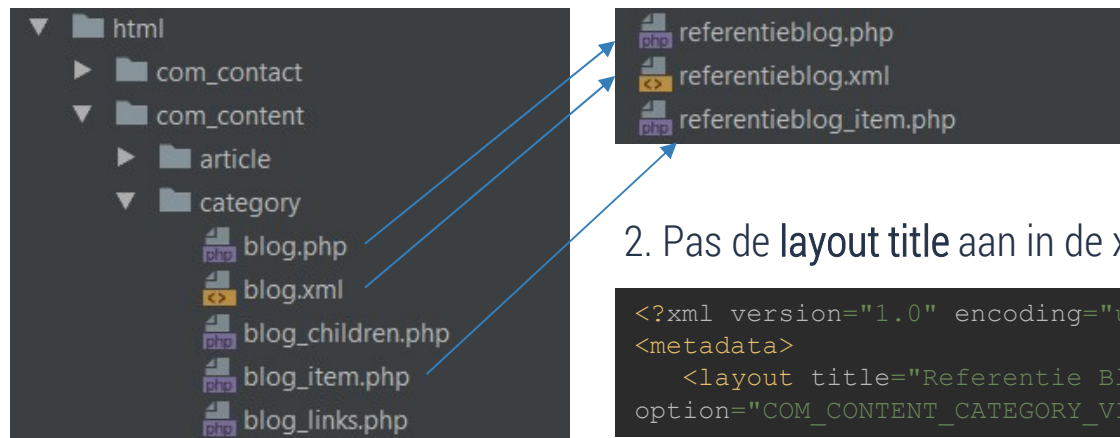 html
com_contact
com_content
article
category
blog.php
blog.xml
blog_children.php
blog_item.php
blog_links.php
referentieblog.php
referentieblog.xml
referentieblog_item.php
2. Pas de layout title aan in de
<?xml version="1.0" encoding="
<metadata>
<layout title="Referentie
option="COM_CONTENT_CATEGORY_